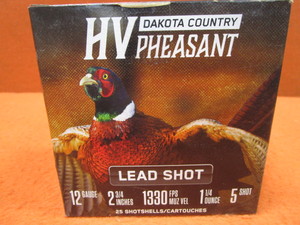 DAKOTA COUNTRY
HV PHEASANT
LEAD SHOT
12 GAUGE 2 3/4 INCHES 1330 FPS MUZ VEL 1 1/4 OUNCE 5 SHOT
25 SHOTSHELLS/CARTOUCHES